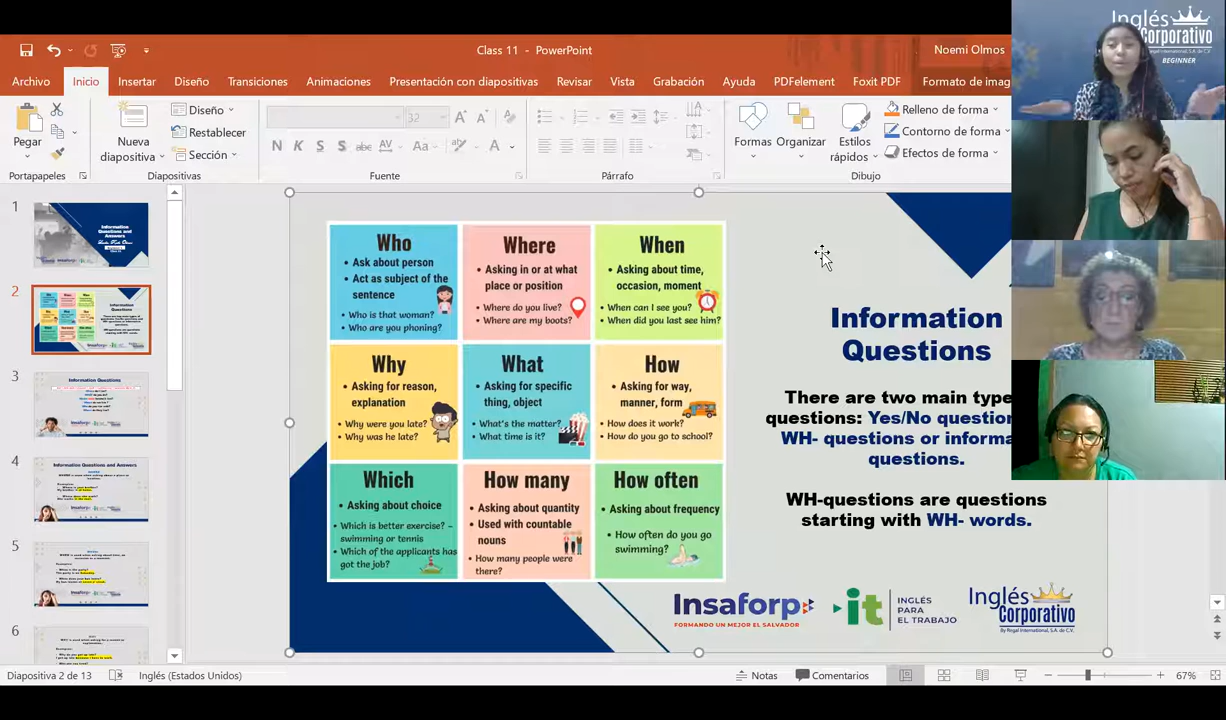 Class 11 - PowerPoint
Noemi Olmos
Inglés
Corporativo
BEGINNER
Archivo Inicio Insertar Diseño Transiciones Animaciones Presentación con diapositivas Revisar Vista Grabación Ayuda PDFelement Foxit PDF Formato de imag
Pegar
Nueva
diapositiva
Diseño
Restablecer
Sección
32
Formas
Organizar
Estilos
rápidos
Relleno de forma
Contorno de forma
Efectos de forma
Portapapeles Diapositivas Fuente Párrafo Dibujo
1
2
3
4
5
6
Information Questions
Information Questions and Answers
Who
• Ask about person
• Act as subject of the
sentence
• Who is that woman?
• Who are you phoning?
Where
• Asking in or at what
place or position
• Where do you live?
• Where are my boots?
When
• Asking about time,
occasion, moment
• When can I see you?
• When did you last see him?
Why
• Asking for reason,
explanation
• Why were you late?
• Why was he late?
What
• Asking for specific
thing, object
• What's the matter?
• What time is it?
How
• Asking for way,
manner, form
• How does it work?
• How do you go to school?
Which
• Asking about choice
• Which is better exercise? –
swimming or tennis
• Which of the applicants has
got the job?
How many
• Asking about quantity
• Used with countable
nouns
• How many people were
there?
How often
• Asking about frequency
• How often do you go
swimming?
Information
Questions
There are two main type
questions: Yes/No question
WH- questions or informa
questions.
WH-questions are questions
starting with WH- words.
Insaforp
FORMANDO UN MEJOR EL SALVADOR
it
INGLÉS
PARA
EL TRABAJO
Inglés
Corporativo
By Regal International, S.A. de C.V.
Diapositiva 2 de 13 Inglés (Estados Unidos) Notas Comentarios 67%